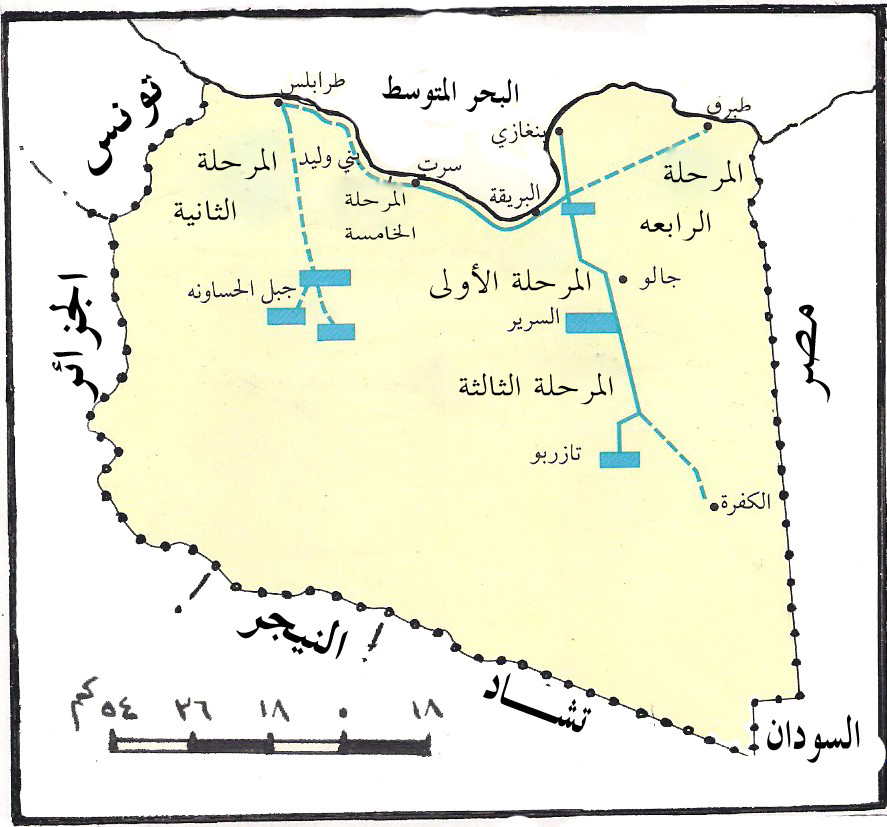 البحر المتوسط
تونس
طرابلس
طبرق
بنغازي
المرحلة
الثانية
بني وليد
سرت
البريقة
المرحلة
الرابعه
المرحلة
الخامسة
جالو
المرحلة الأولى
جبل الحساونه
السرير
الجزائر
مصر
المرحلة الثالثة
تازربو
الكفرة
النيجر
تشاد
السودان
كم ٥٤ ٣٦ ١٨ ٠ ١٨